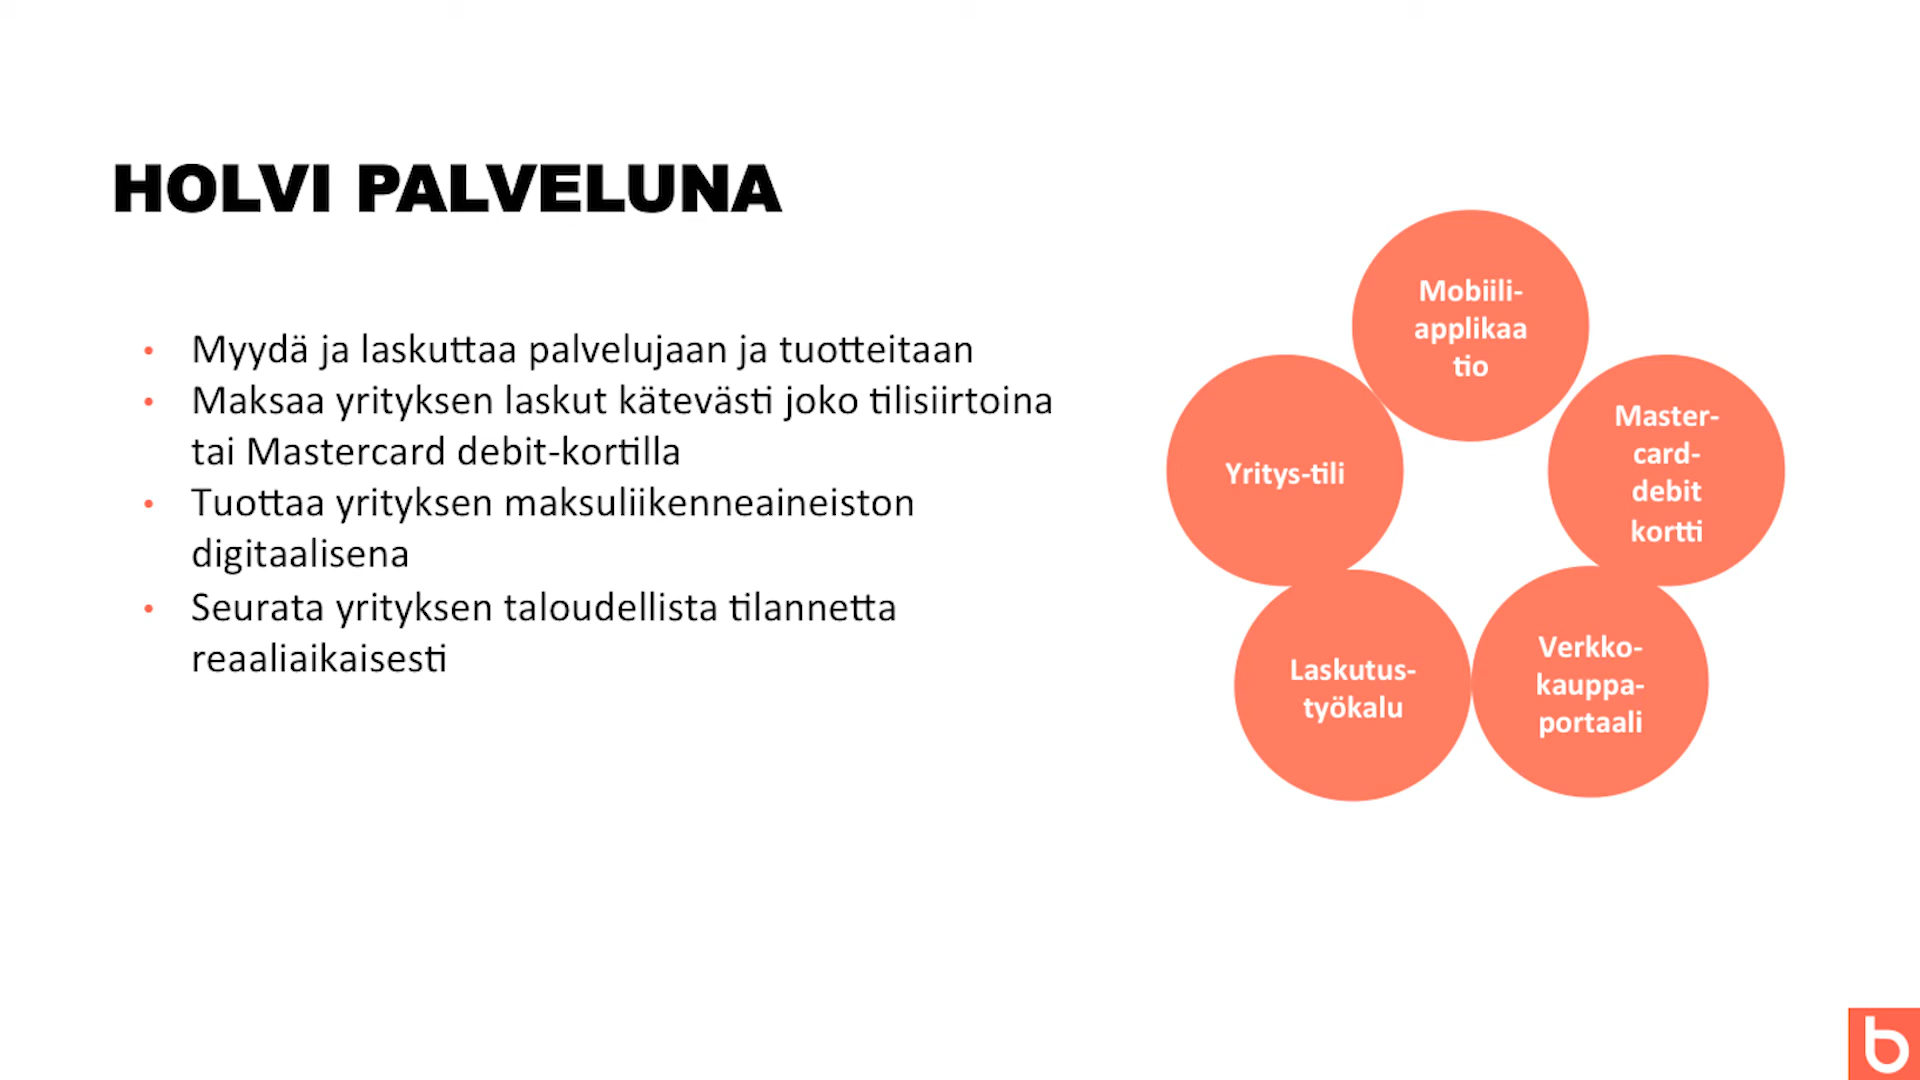 HOLVI PALVELUNA
• Myydä ja laskuttaa palvelujaan ja tuotteitaan
• Maksaa yrityksen laskut kätevästi joko tilisiirtoina
tai Mastercard debit-kortilla
• Tuottaa yrityksen maksuliikenneaineiston
digitaalisena
• Seurata yrityksen taloudellista tilannetta
reaaliaikaisesti
Mobiili-
applikaa
tio
Master-
card-
debit
kortti
Verkko-
kauppa-
portaali
Laskutus-
työkalu
Yritys-tili
b